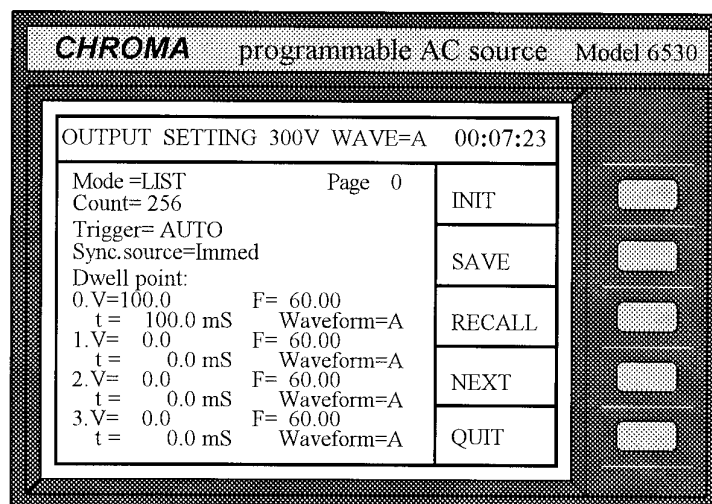 CHROMA programmable AC source Model 6530
OUTPUT SETTING 300V WAVE=A 00:07:23
Mode =LIST Page 0
Count= 256
Trigger= AUTO
Sync.source=Immed
Dwell point:
0.V=100.0 F= 60.00
t = 100.0 mS Waveform=A
1.V= 0.0 F= 60.00
t = 0.0 mS Waveform=A
2.V= 0.0 F= 60.00
t = 0.0 mS Waveform=A
3.V= 0.0 F= 60.00
t = 0.0 mS Waveform=A
INIT
SAVE
RECALL
NEXT
QUIT